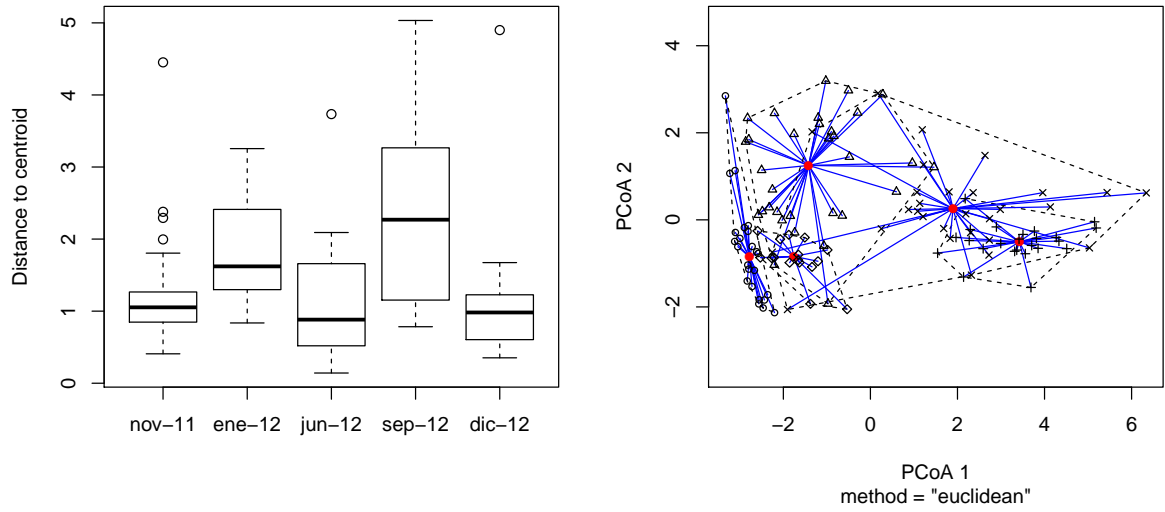 Distance to centroid
0
1
2
3
4
5
nov−11
ene−12
jun−12
sep−12
dic−12
PCoA 2
−2
0
2
4
−2
0
2
4
6
PCoA 1
method = "euclidean"